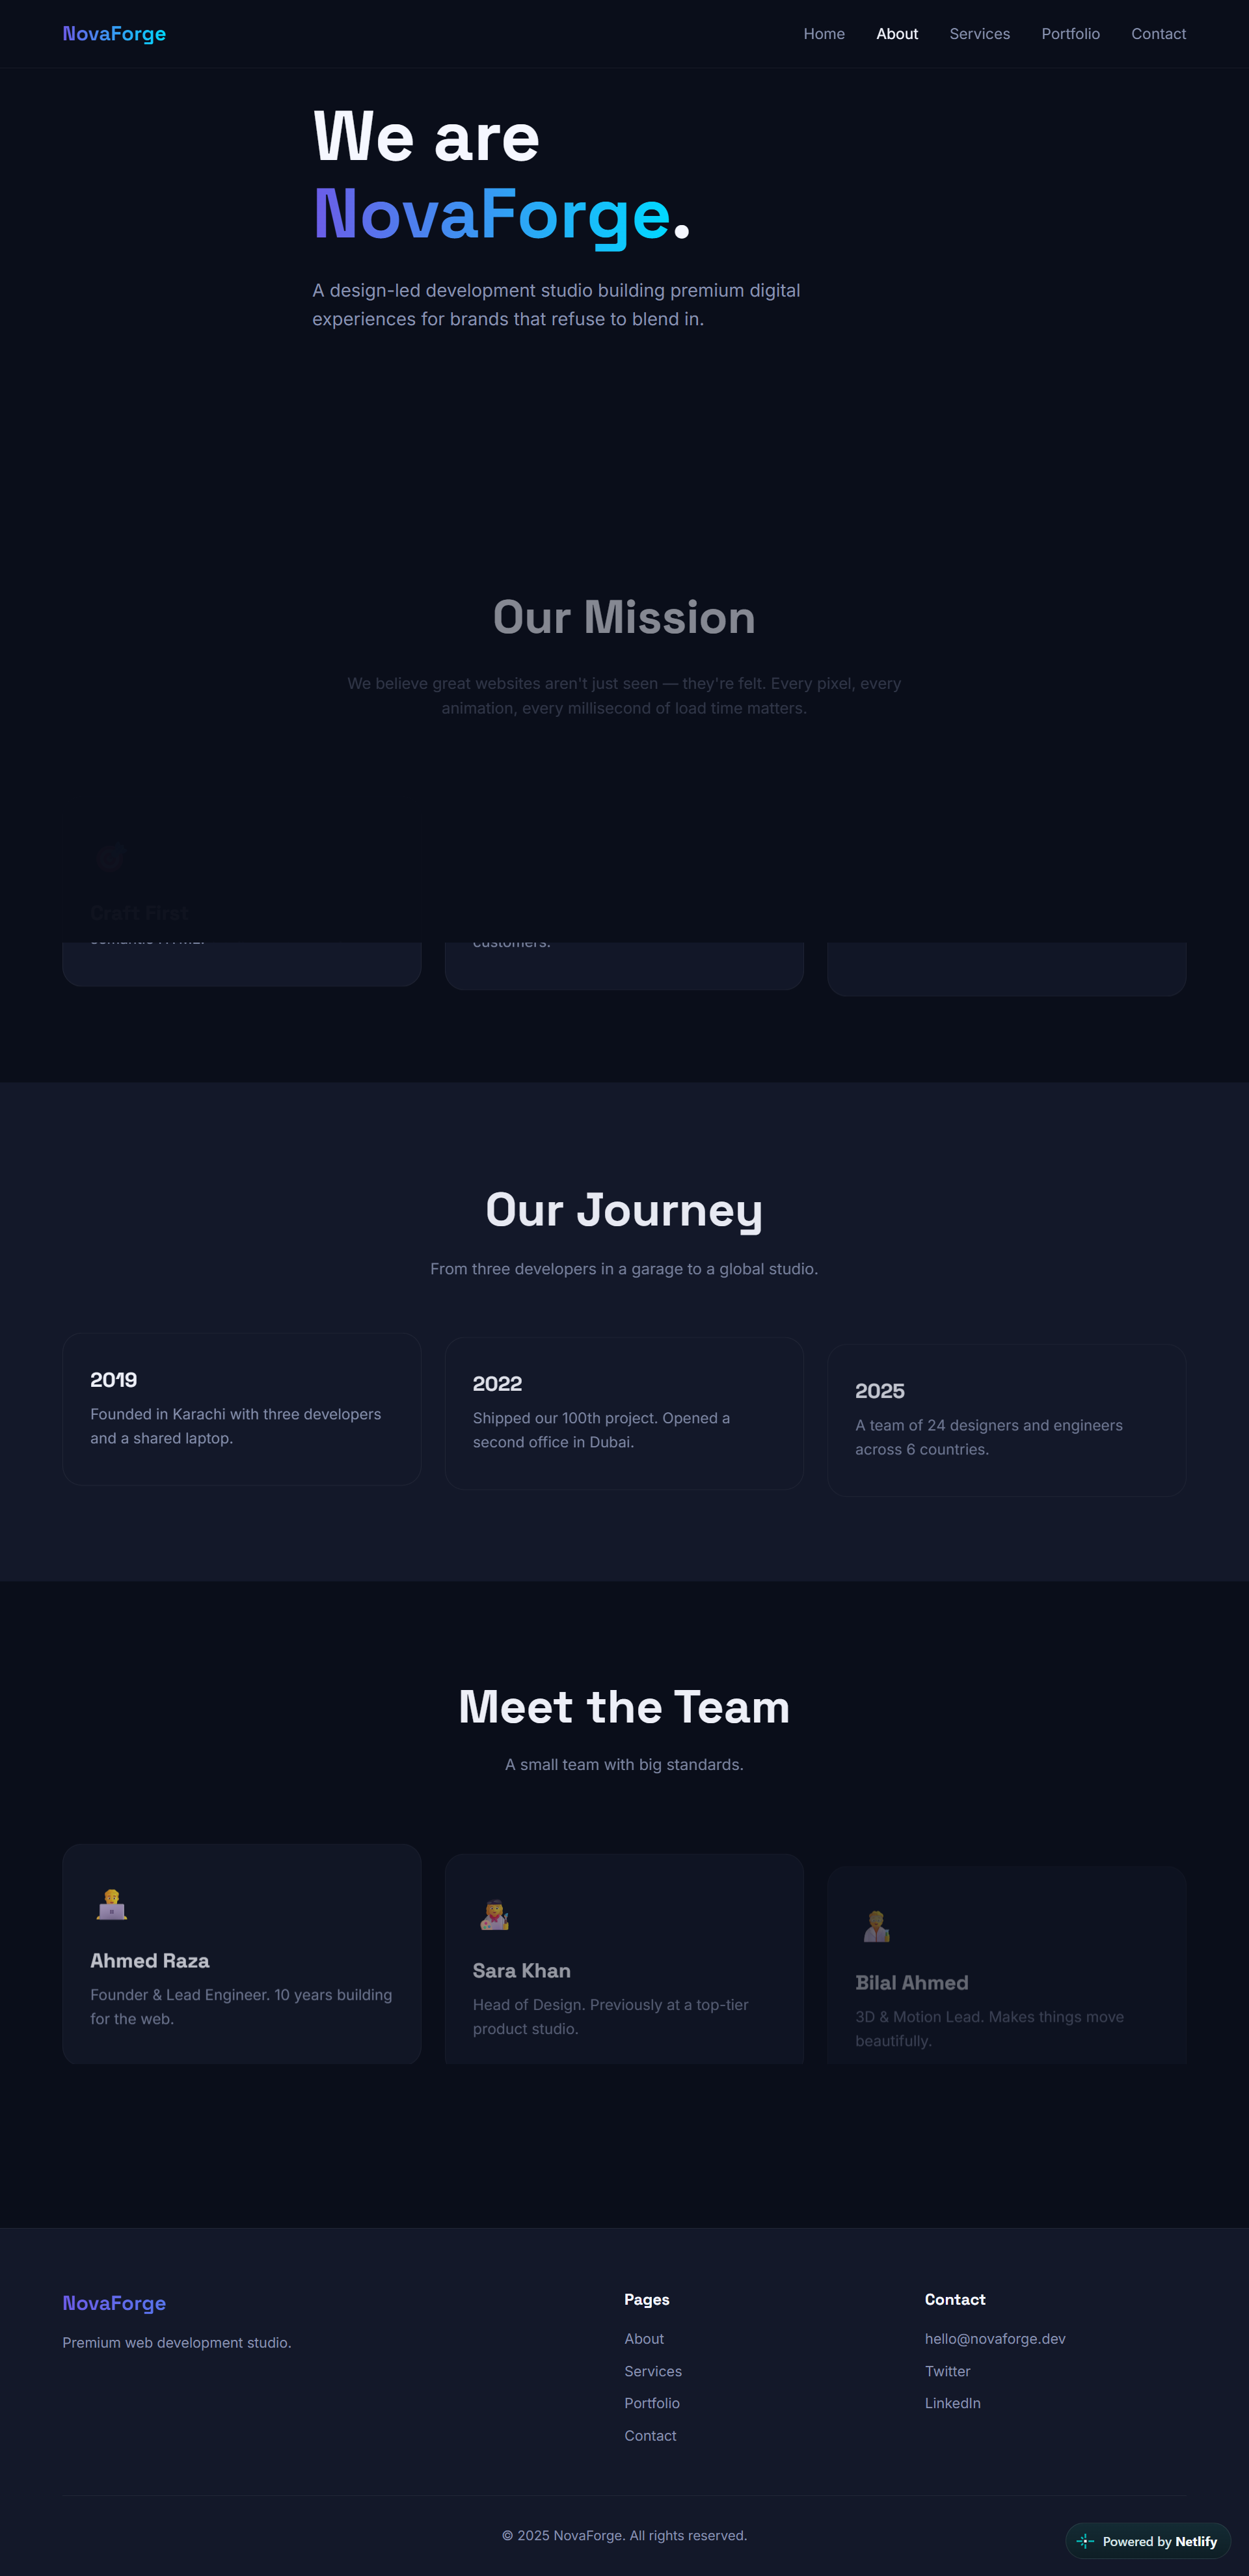 NovaForge
Home About Services Portfolio Contact
We are
NovaForge.
A design-led development studio building premium digital
experiences for brands that refuse to blend in.
Our Mission
We believe great websites aren't just seen — they're felt. Every pixel, every
animation, every millisecond of load time matters.
Craft First
customers.
Our Journey
From three developers in a garage to a global studio.
2019
Founded in Karachi with three developers
and a shared laptop.
2022
Shipped our 100th project. Opened a
second office in Dubai.
2025
A team of 24 designers and engineers
across 6 countries.
Meet the Team
A small team with big standards.
Ahmed Raza
Founder & Lead Engineer. 10 years building
for the web.
Sara Khan
Head of Design. Previously at a top-tier
product studio.
Bilal Ahmed
3D & Motion Lead. Makes things move
beautifully.
NovaForge
Premium web development studio.
Pages
About
Services
Portfolio
Contact
Contact
hello@novaforge.dev
Twitter
LinkedIn
© 2025 NovaForge. All rights reserved.
Powered by Netlify